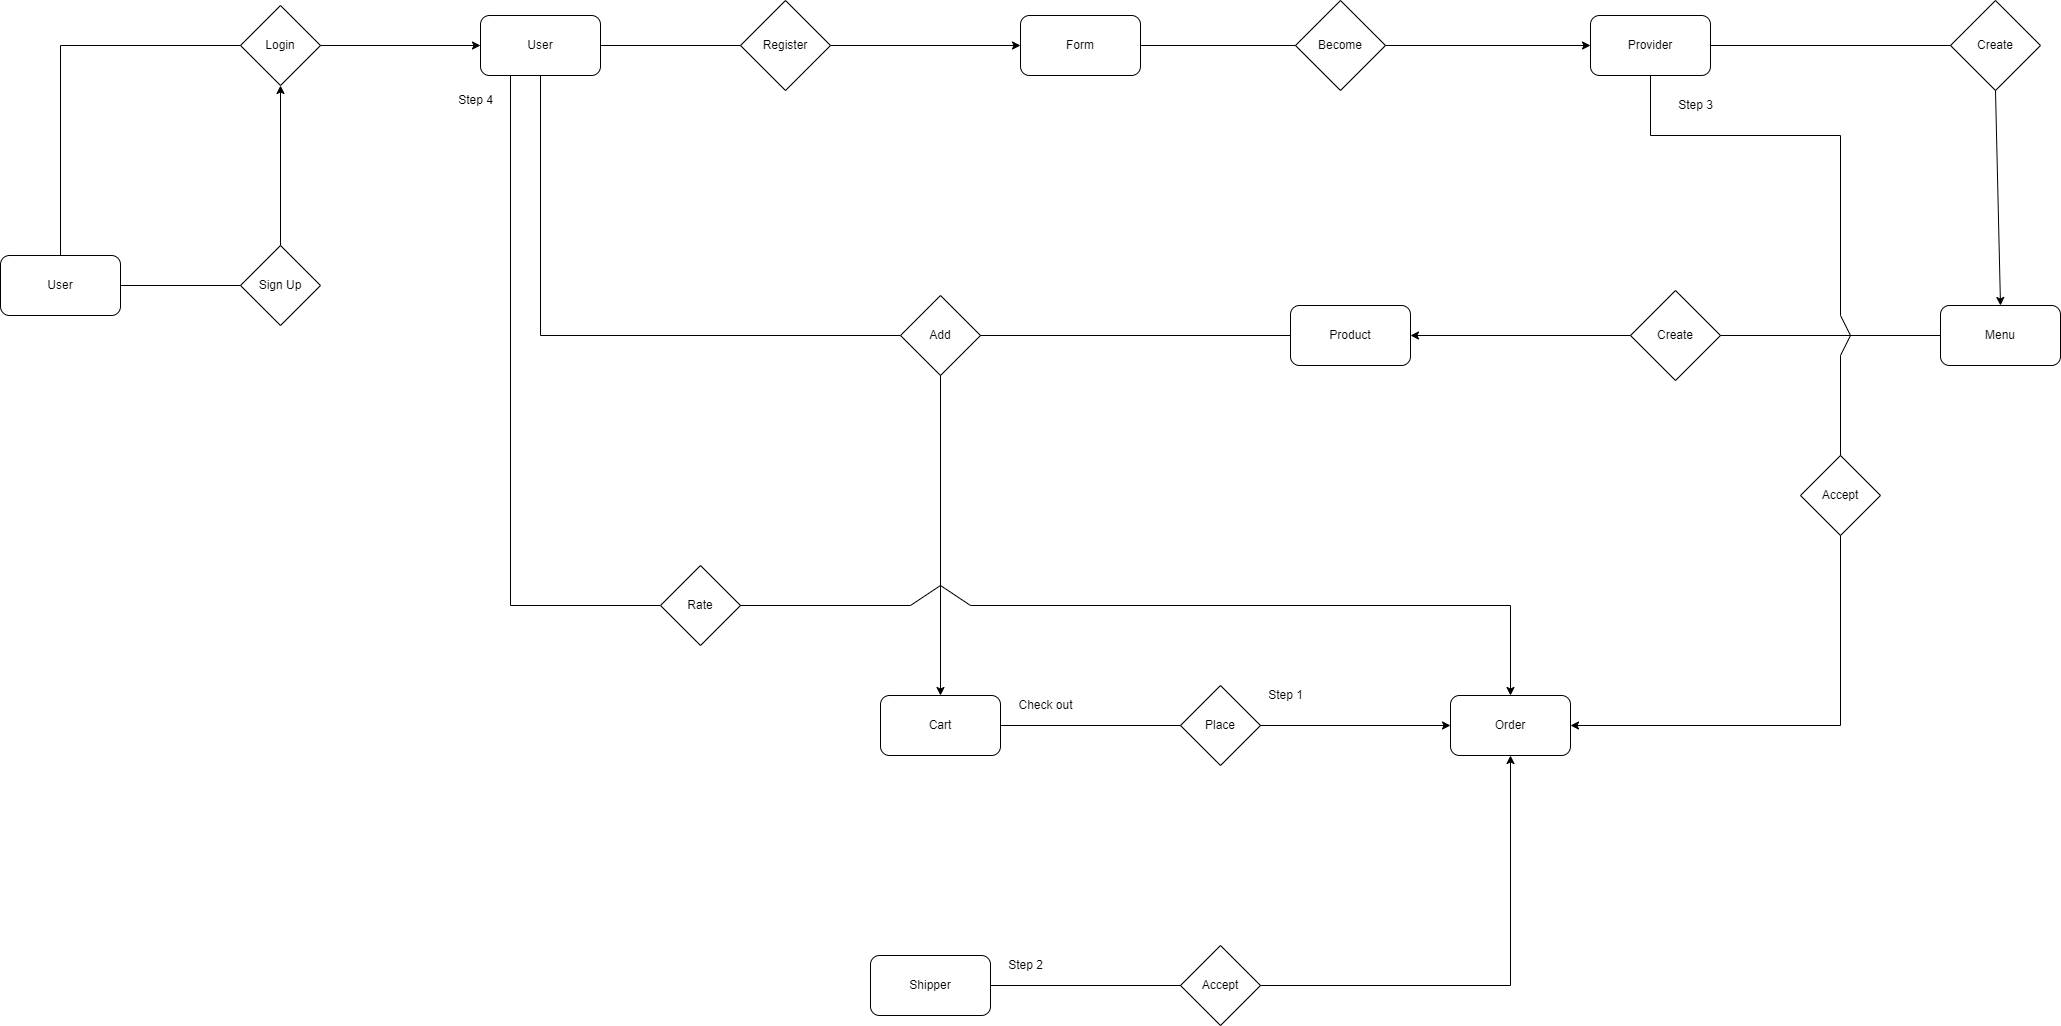 Login
User
Register
Form
Become
Provider
Create
Step 4
Step 3
User
Sign Up
Add
Product
Create
Menu
Accept
Rate
Cart
Check out
Place
Step 1
Order
Shipper
Step 2
Accept